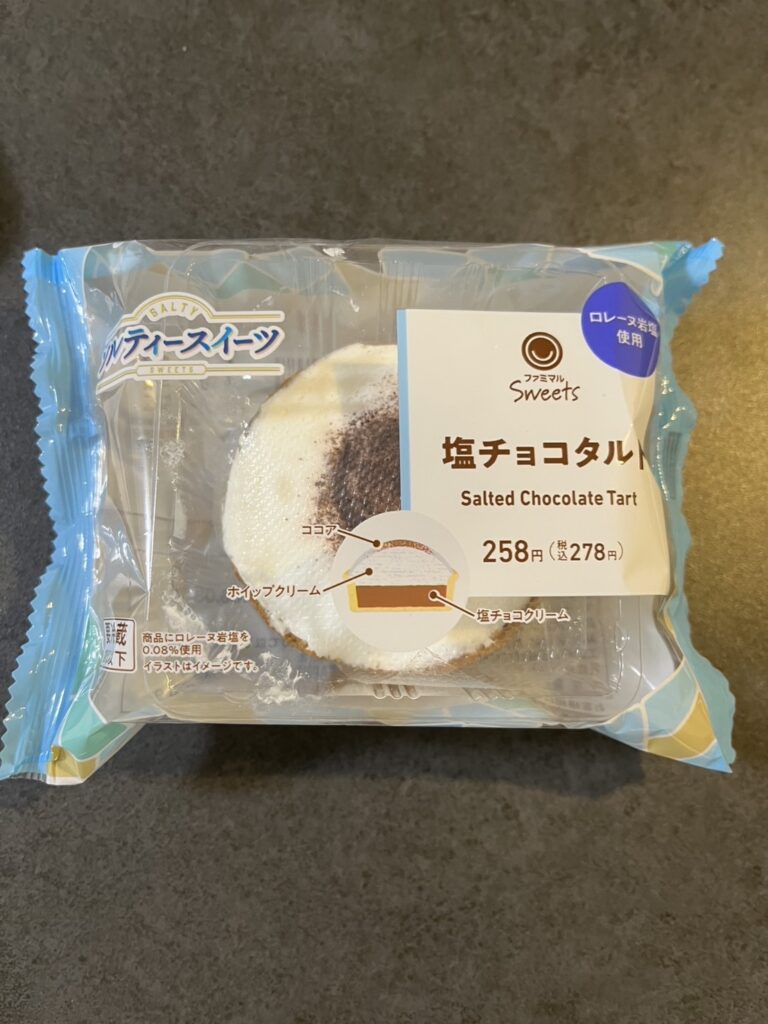 SALTY
ソルティースイーツ
SWEETS
ロレーヌ岩塩
使用
ファミマル
Sweets
塩チョコタルト
Salted Chocolate Tart
258円(税込278円)
ココア
ホイップクリーム
塩チョコクリーム
商品にロレーヌ岩塩を
0.08%使用
イラストはイメージです。
蔵
以下